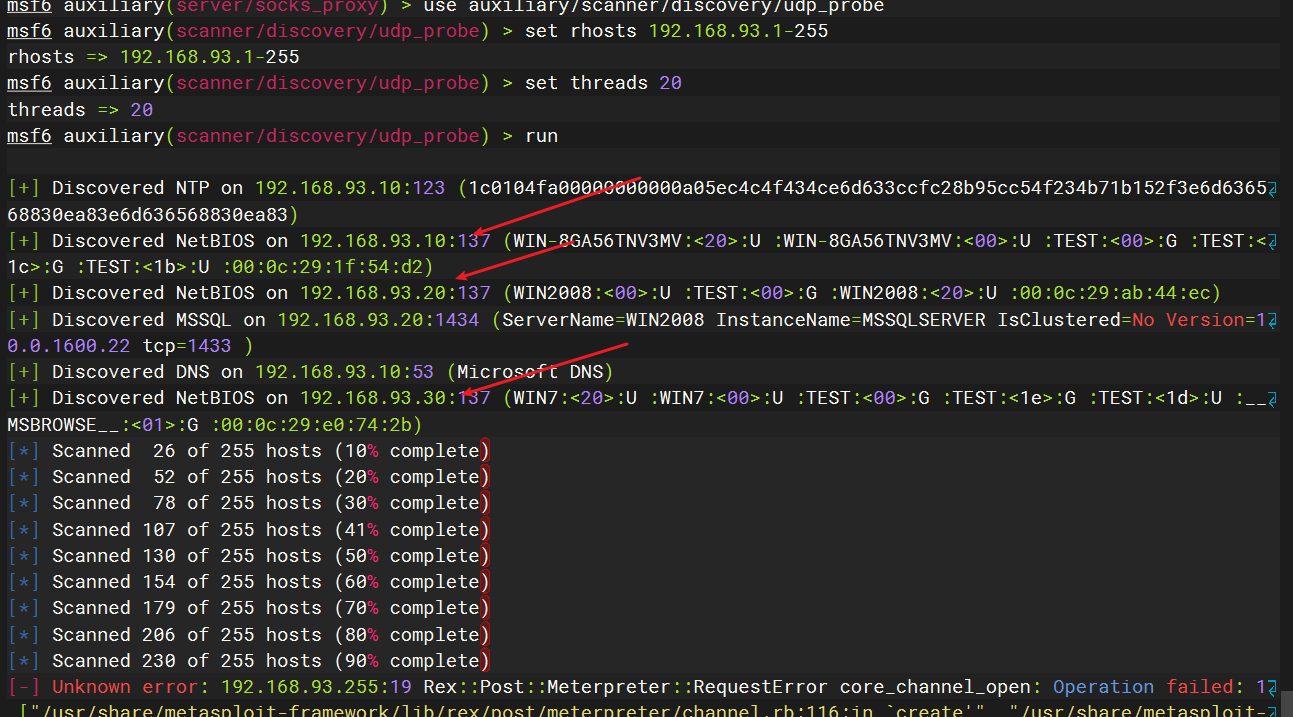 msf6 auxiliary(server/socks_proxy) > use auxiliary/scanner/discovery/udp_probe
msf6 auxiliary(scanner/discovery/udp_probe) > set rhosts 192.168.93.1-255
rhosts => 192.168.93.1-255
msf6 auxiliary(scanner/discovery/udp_probe) > set threads 20
threads => 20
msf6 auxiliary(scanner/discovery/udp_probe) > run
[+] Discovered NTP on 192.168.93.10:123 (1c0104fa00000000000a05ec4c4f434ce6d633ccfc28b95cc54f234b71b152f3e6d6365
68830ea83e6d636568830ea83)
[+] Discovered NetBIOS on 192.168.93.10:137 (WIN-8GA56TNV3MV:<20>:U :WIN-8GA56TNV3MV:<00>:U :TEST:<00>:G :TEST:<
1c>:G :TEST:<1b>:U :00:0c:29:1f:54:d2)
[+] Discovered NetBIOS on 192.168.93.20:137 (WIN2008:<00>:U :TEST:<00>:G :WIN2008:<20>:U :00:0c:29:ab:44:ec)
[+] Discovered MSSQL on 192.168.93.20:1434 (ServerName=WIN2008 InstanceName=MSSQLSERVER IsClustered=No Version=1
0.0.1600.22 tcp=1433 )
[+] Discovered DNS on 192.168.93.10:53 (Microsoft DNS)
[+] Discovered NetBIOS on 192.168.93.30:137 (WIN7:<20>:U :WIN7:<00>:U :TEST:<00>:G :TEST:<1e>:G :TEST:<1d>:U :__
MSBROWSE__:<01>:G :00:0c:29:e0:74:2b)
[*] Scanned  26 of 255 hosts (10% complete)
[*] Scanned  52 of 255 hosts (20% complete)
[*] Scanned  78 of 255 hosts (30% complete)
[*] Scanned 107 of 255 hosts (41% complete)
[*] Scanned 130 of 255 hosts (50% complete)
[*] Scanned 154 of 255 hosts (60% complete)
[*] Scanned 179 of 255 hosts (70% complete)
[*] Scanned 206 of 255 hosts (80% complete)
[*] Scanned 230 of 255 hosts (90% complete)
[-] Unknown error: 192.168.93.255:19 Rex::Post::Meterpreter::RequestError core_channel_open: Operation failed: 1
["/usr/share/metasploit-framework/lib/rex/post/meterpreter/channel.rb:116:in `create'", "/usr/share/metasploit-